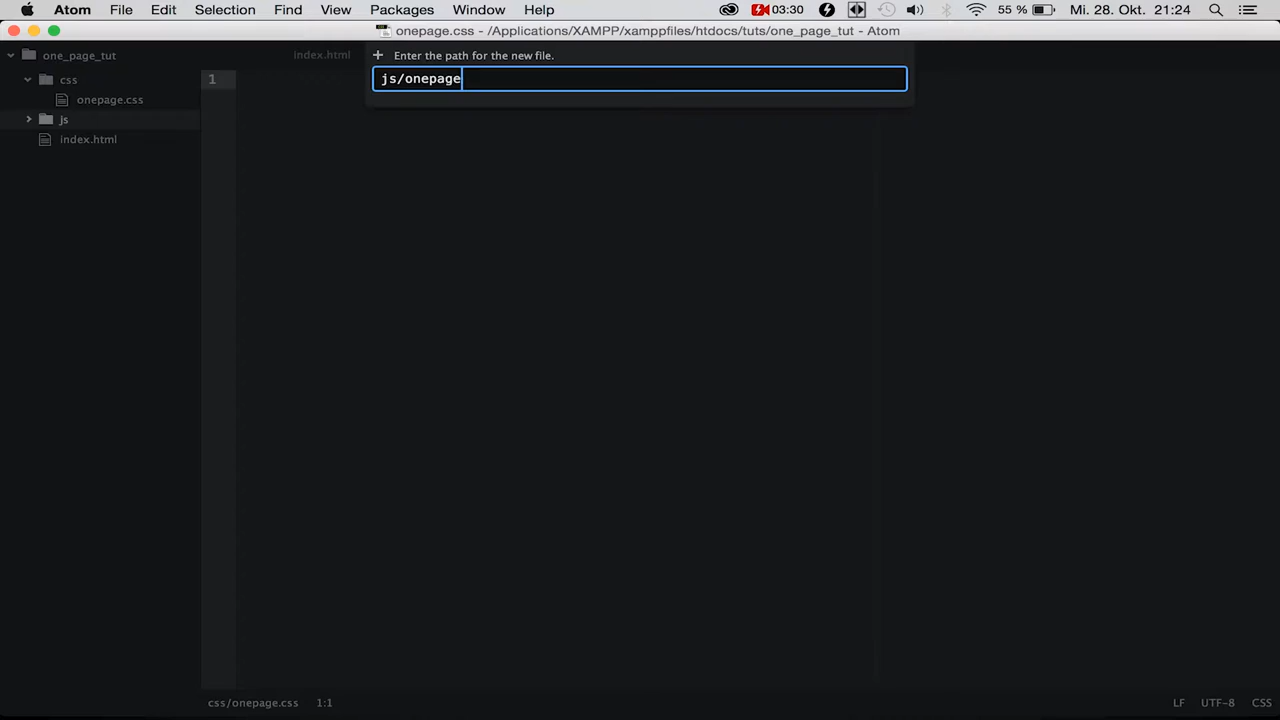 Atom File Edit Selection Find View Packages Window Help 03:30 55 % Mi. 28. Okt. 21:24
onepage.css - /Applications/XAMPP/xamppfiles/htdocs/tuts/one_page_tut - Atom
one_page_tut
index.html
Enter the path for the new file.
js/onepage
css
1
onepage.css
js
index.html
css/onepage.css 1:1 LF UTF-8 CSS